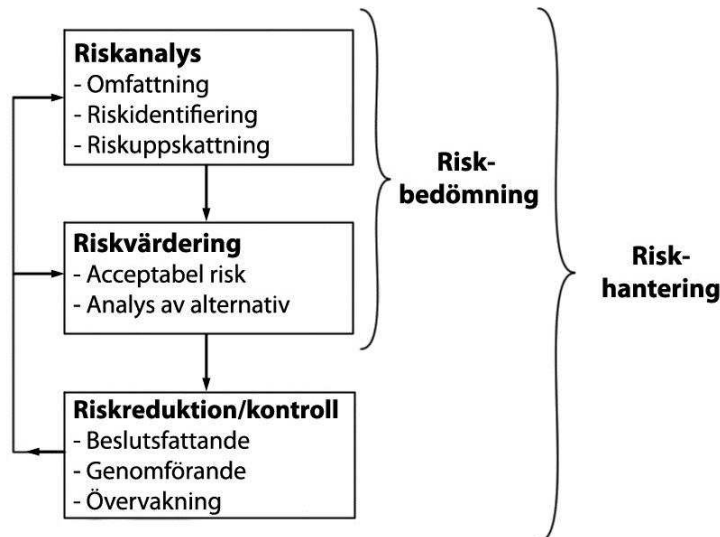 Riskanalys
- Omfattning
- Riskidentifiering
- Riskuppskattning
Risk-
bedömning
Riskvärdering
- Acceptabel risk
- Analys av alternativ
Risk-
hantering
Riskreduktion/kontroll
- Beslutsfattande
- Genomförande
- Övervakning